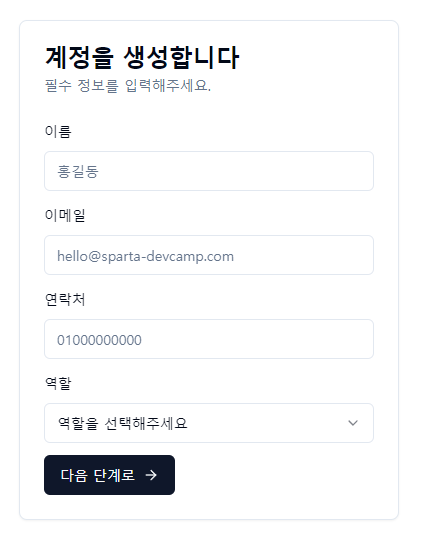 계정을 생성합니다
필수 정보를 입력해주세요.
이름
홍길동
이메일
hello@sparta-devcamp.com
연락처
01000000000
역할
역할을 선택해주세요
다음 단계로 →